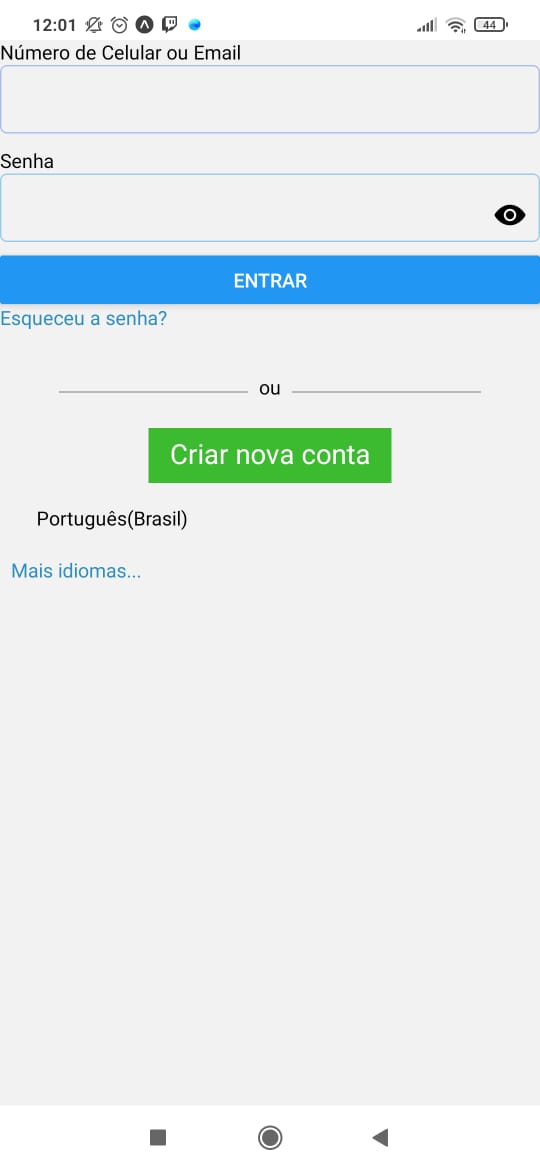 12:01
44
Número de Celular ou Email
Senha
ENTRAR
Esqueceu a senha?
ou
Criar nova conta
Português(Brasil)
Mais idiomas...